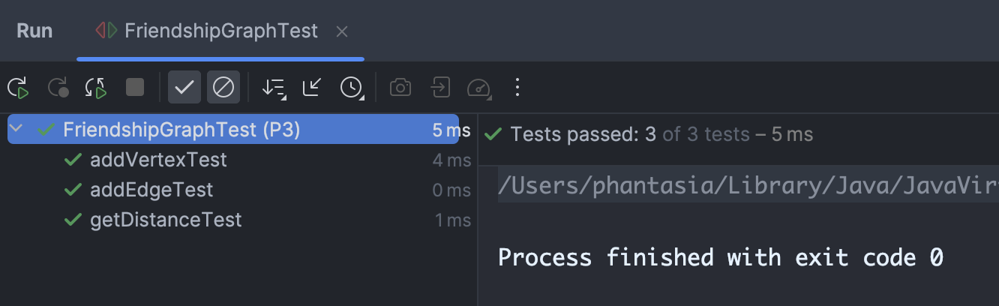 Run FriendshipGraphTest
FriendshipGraphTest (P3) 5 ms
addVertexTest 4 ms
addEdgeTest 0 ms
getDistanceTest 1 ms
Tests passed: 3 of 3 tests – 5 ms
/Users/phantasia/Library/Java/JavaVir
Process finished with exit code 0